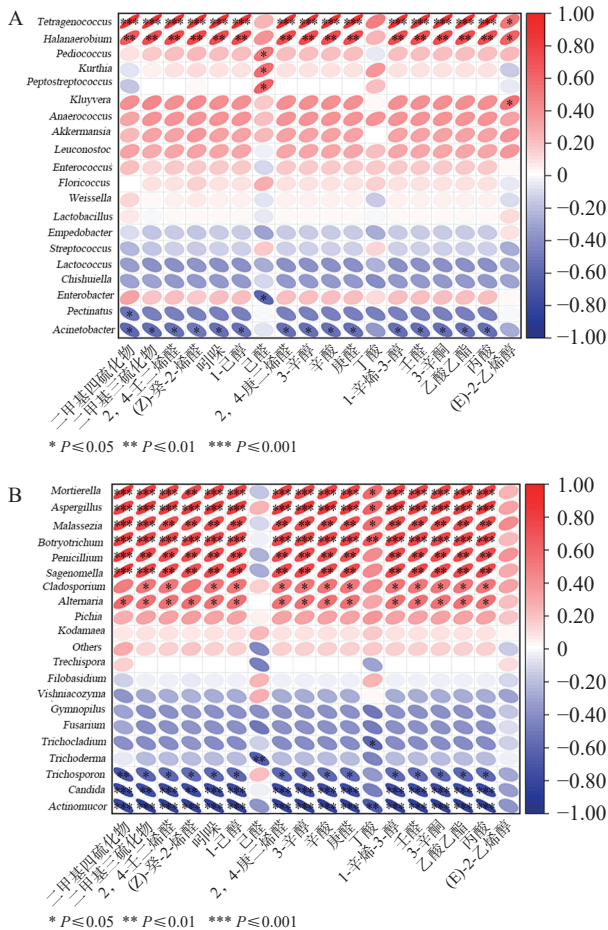 A
Tetragenococcus
Halanaerobium
Pediococcus
Kurthia
Peptostreptococcus
Kluyvera
Anaerococcus
Akkermansia
Leuconostoc
Enterococcus
Floricoccus
Weissella
Lactobacillus
Empedobacter
Streptococcus
Lactococcus
Chishuiella
Enterobacter
Pectinatus
Acinetobacter
1.00
0.80
0.60
0.40
0.20
0
−0.20
−0.40
−0.60
−0.80
−1.00
二甲基四硫化物
二甲基三硫化物
2，4-壬二烯醛
(Z)-癸-2-烯醛
吲哚
1-己醇
己醛
2，4-庚二烯醛
3-辛醇
辛酸
庚醛
丁酸
1-辛烯-3-醇
壬醛
3-辛酮
乙酸乙酯
丙酸
(E)-2-乙烯醇
* P≤0.05 ** P≤0.01 *** P≤0.001
B
Mortierella
Aspergillus
Malassezia
Botryotrichum
Penicillium
Sagenomella
Cladosporium
Alternaria
Pichia
Kodamaea
Others
Trechispora
Filobasidium
Vishniacozyma
Gymnopilus
Fusarium
Trichocladium
Trichoderma
Trichosporon
Candida
Actinomucor
1.00
0.80
0.60
0.40
0.20
0
−0.20
−0.40
−0.60
−0.80
−1.00
二甲基四硫化物
二甲基三硫化物
2，4-壬二烯醛
(Z)-癸-2-烯醛
吲哚
1-己醇
己醛
2，4-庚二烯醛
3-辛醇
辛酸
庚醛
丁酸
1-辛烯-3-醇
壬醛
3-辛酮
乙酸乙酯
丙酸
(E)-2-乙烯醇
* P≤0.05 ** P≤0.01 *** P≤0.001